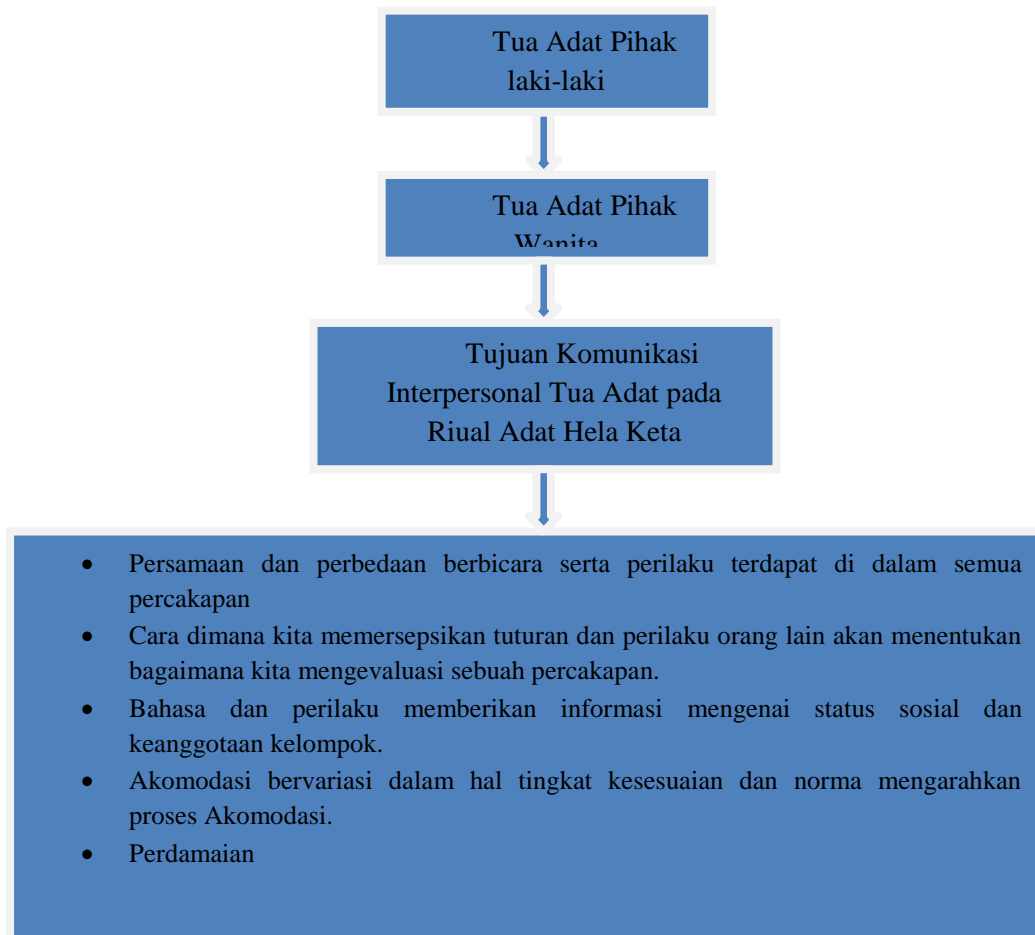 Tua Adat Pihak
laki-laki
Tua Adat Pihak
Wanita
Tujuan Komunikasi
Interpersonal Tua Adat pada
Riual Adat Hela Keta
• Persamaan dan perbedaan berbicara serta perilaku terdapat di dalam semua
percakapan
• Cara dimana kita memersepsikan tuturan dan perilaku orang lain akan menentukan
bagaimana kita mengevaluasi sebuah percakapan.
• Bahasa dan perilaku memberikan informasi mengenai status sosial dan
keanggotaan kelompok.
• Akomodasi bervariasi dalam hal tingkat kesesuaian dan norma mengarahkan
proses Akomodasi.
• Perdamaian